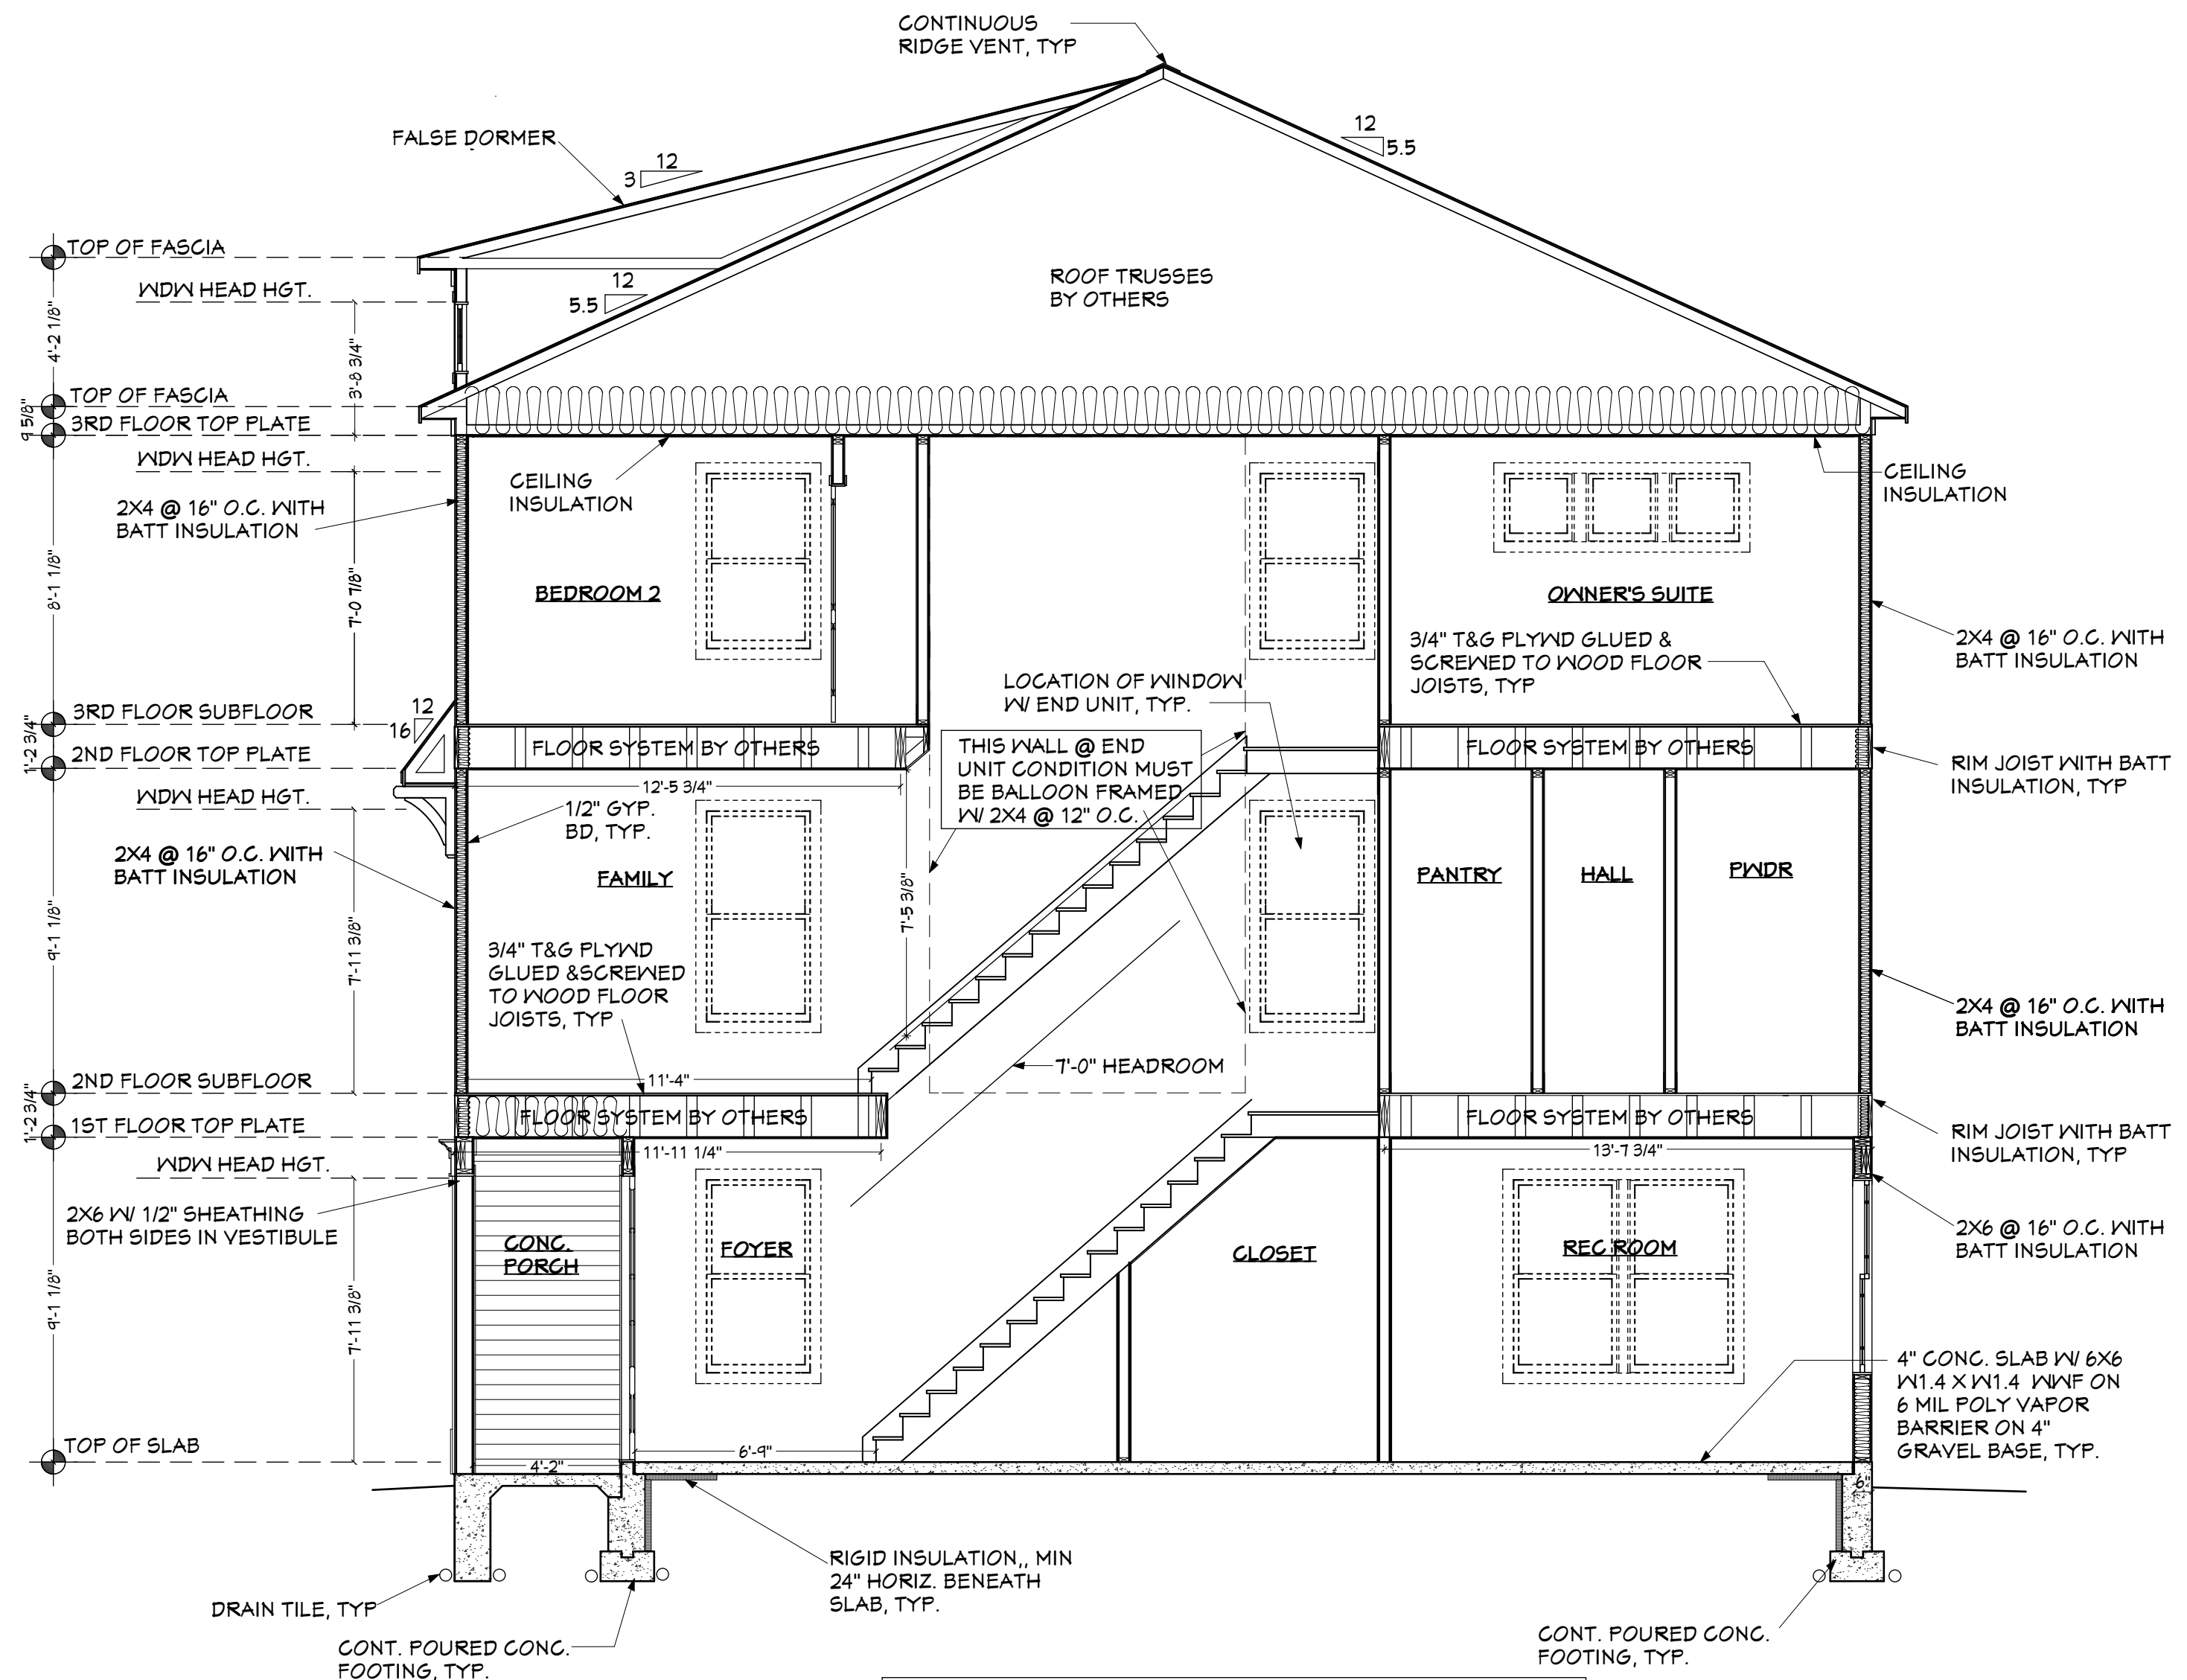 CONTINUOUS
RIDGE VENT, TYP
FALSE DORMER
12
3
12
5.5
TOP OF FASCIA
WDW HEAD HGT.
12
5.5
ROOF TRUSSES
BY OTHERS
4'-2 1/8"
3'-8 3/4"
TOP OF FASCIA
9 5/8"
3RD FLOOR TOP PLATE
WDW HEAD HGT.
2X4 @ 16" O.C. WITH
BATT INSULATION
CEILING
INSULATION
CEILING
INSULATION
8'-1 1/8"
7'-0 7/8"
BEDROOM 2
OWNER'S SUITE
3/4" T&G PLYWD GLUED &
SCREWED TO WOOD FLOOR
JOISTS, TYP
2X4 @ 16" O.C. WITH
BATT INSULATION
LOCATION OF WINDOW
W/ END UNIT, TYP.
3RD FLOOR SUBFLOOR
12
16
1'-2 3/4"
2ND FLOOR TOP PLATE
FLOOR SYSTEM BY OTHERS
THIS WALL @ END
UNIT CONDITION MUST
BE BALLOON FRAMED
W/ 2X4 @ 12" O.C.
FLOOR SYSTEM BY OTHERS
RIM JOIST WITH BATT
INSULATION, TYP
WDW HEAD HGT.
12'-5 3/4"
1/2" GYP.
BD, TYP.
2X4 @ 16" O.C. WITH
BATT INSULATION
FAMILY
PANTRY
HALL
PWDR
9'-1 1/8"
7'-11 3/8"
7'-5 3/8"
3/4" T&G PLYWD
GLUED &SCREWED
TO WOOD FLOOR
JOISTS, TYP
2X4 @ 16" O.C. WITH
BATT INSULATION
7'-0" HEADROOM
2ND FLOOR SUBFLOOR
11'-4"
1'-2 3/4"
1ST FLOOR TOP PLATE
FLOOR SYSTEM BY OTHERS
FLOOR SYSTEM BY OTHERS
RIM JOIST WITH BATT
INSULATION, TYP
WDW HEAD HGT.
11'-11 1/4"
13'-7 3/4"
2X6 W/ 1/2" SHEATHING
BOTH SIDES IN VESTIBULE
2X6 @ 16" O.C. WITH
BATT INSULATION
CONC.
PORCH
FOYER
CLOSET
REC ROOM
9'-1 1/8"
7'-11 3/8"
4" CONC. SLAB W/ 6X6
W1.4 X W1.4 WWF ON
6 MIL POLY VAPOR
BARRIER ON 4"
GRAVEL BASE, TYP.
TOP OF SLAB
4'-2"
6'-9"
6"
RIGID INSULATION,, MIN
24" HORIZ. BENEATH
SLAB, TYP.
DRAIN TILE, TYP
CONT. POURED CONC.
FOOTING, TYP.
CONT. POURED CONC.
FOOTING, TYP.